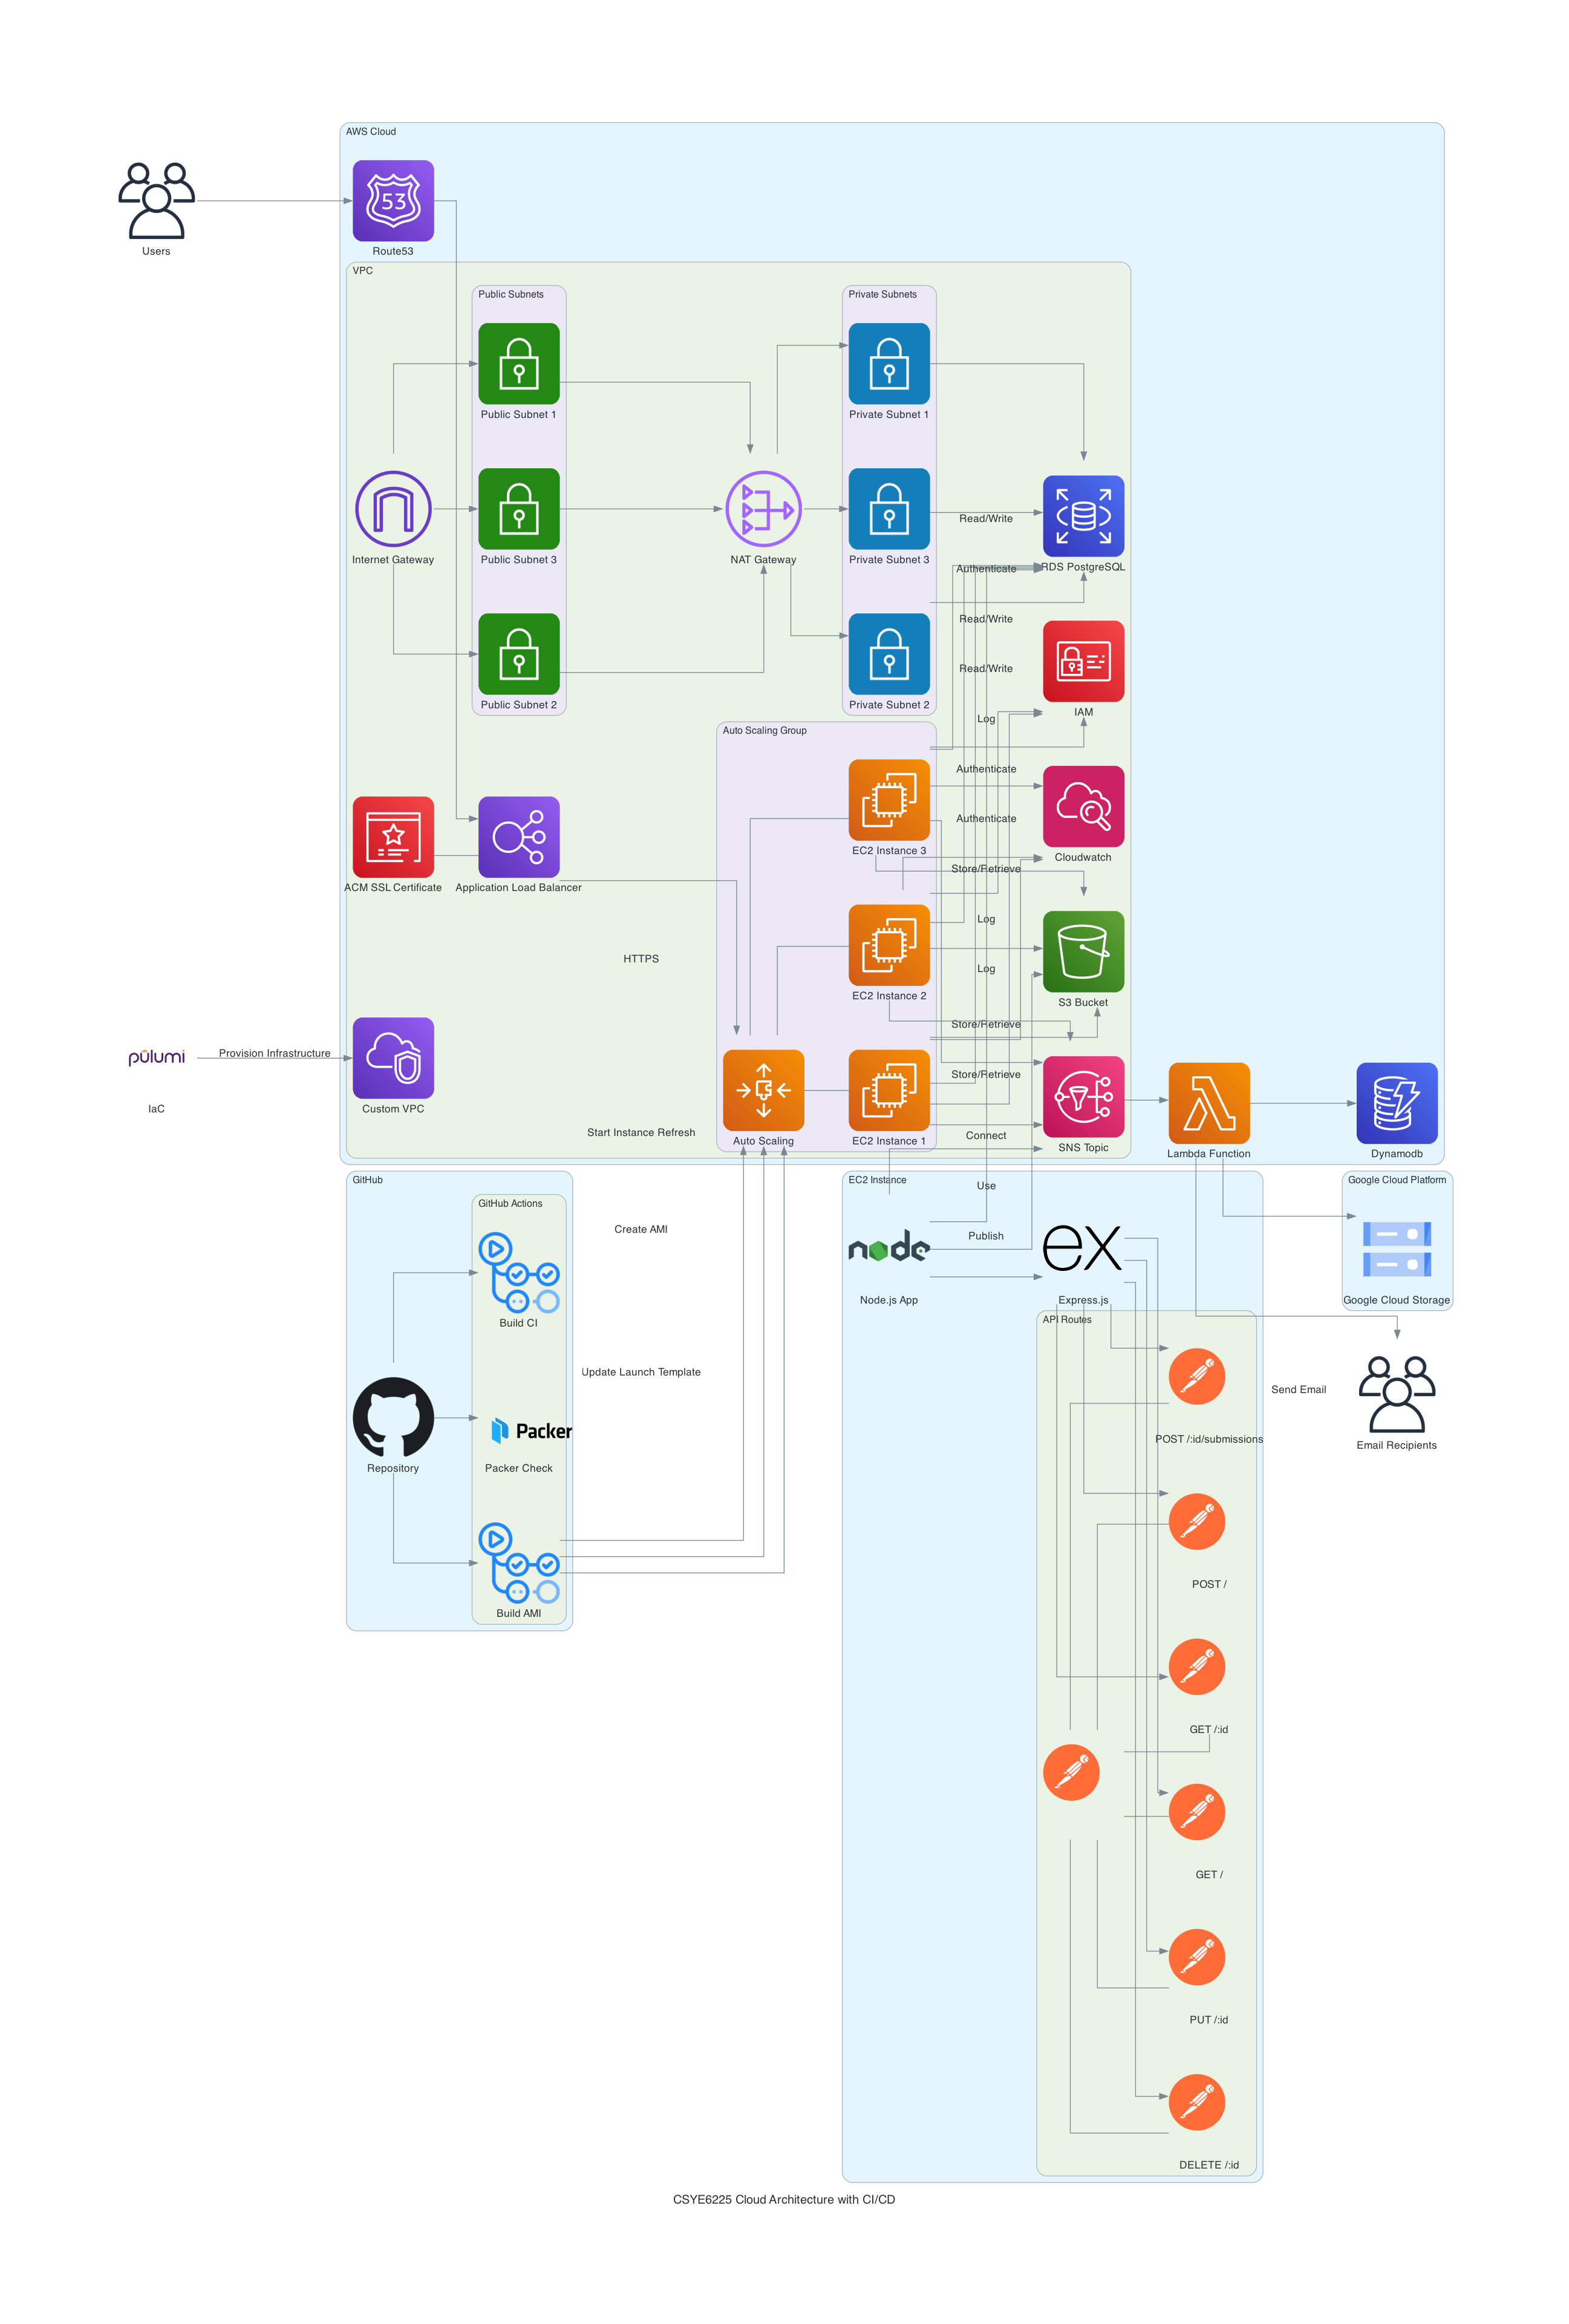 AWS Cloud
53
Users
Route53
VPC
Public Subnets
Private Subnets
Public Subnet 1
Private Subnet 1
Internet Gateway
Public Subnet 3
NAT Gateway
Private Subnet 3
Read/Write
Authenticate
RDS PostgreSQL
Read/Write
Read/Write
Public Subnet 2
Private Subnet 2
IAM
Log
Auto Scaling Group
Authenticate
Authenticate
EC2 Instance 3
Cloudwatch
Store/Retrieve
ACM SSL Certificate
Application Load Balancer
Log
HTTPS
Log
EC2 Instance 2
S3 Bucket
Store/Retrieve
pulumi
Provision Infrastructure
Store/Retrieve
IaC
Custom VPC
Start Instance Refresh
Auto Scaling
EC2 Instance 1
Connect
SNS Topic
Lambda Function
Dynamodb
GitHub
EC2 Instance
Use
Google Cloud Platform
GitHub Actions
Create AMI
Publish
node
ex
Build CI
Node.js App
Express.js
Google Cloud Storage
API Routes
Update Launch Template
Send Email
Packer
POST /:id/submissions
Email Recipients
Repository
Packer Check
POST /
Build AMI
GET /:id
GET /
PUT /:id
DELETE /:id
CSYE6225 Cloud Architecture with CI/CD